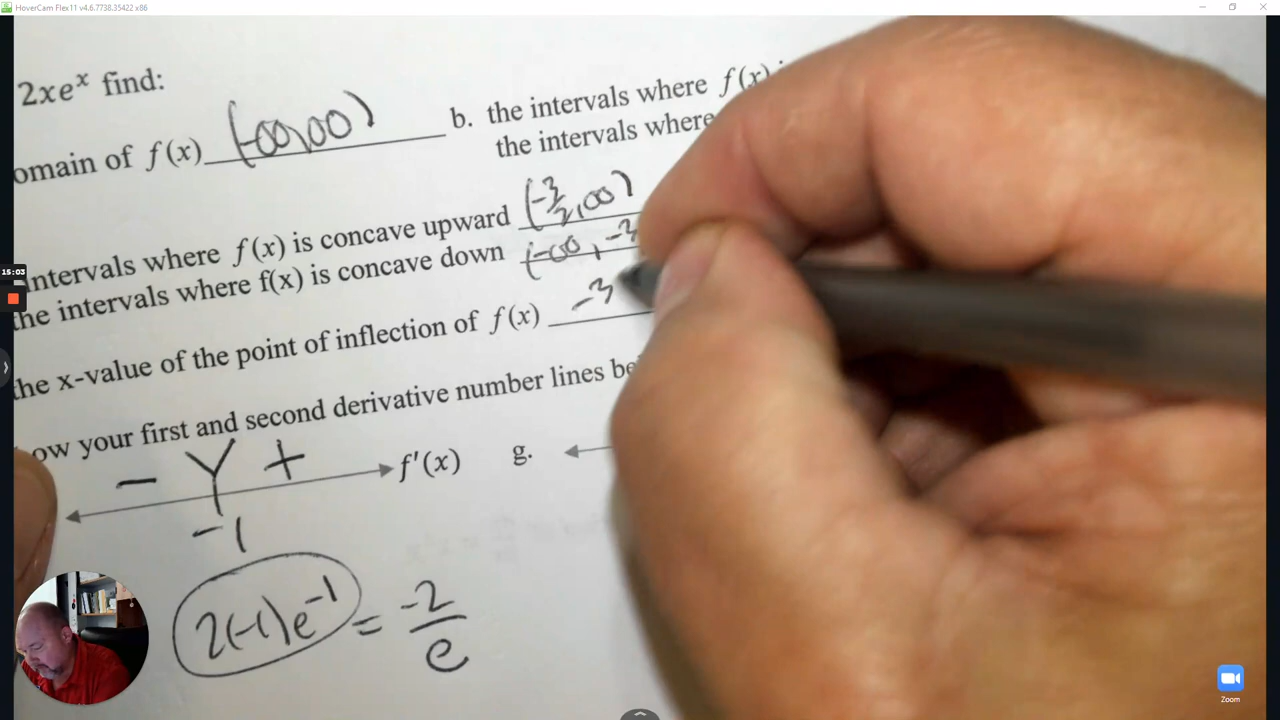 HoverCam Flex11 v4.6.7738.35422 x86
2xe^x find:
omain of f(x) (-∞,∞) b. the intervals where f(x)
the intervals where
intervals where f(x) is concave upward (-3/2,∞)
the intervals where f(x) is concave down (-∞, -3
the x-value of the point of inflection of f(x) -3
ow your first and second derivative number lines be
- Y + f'(x) g.
-1
2(-1)e^-1 = -2/e
15:03
Zoom